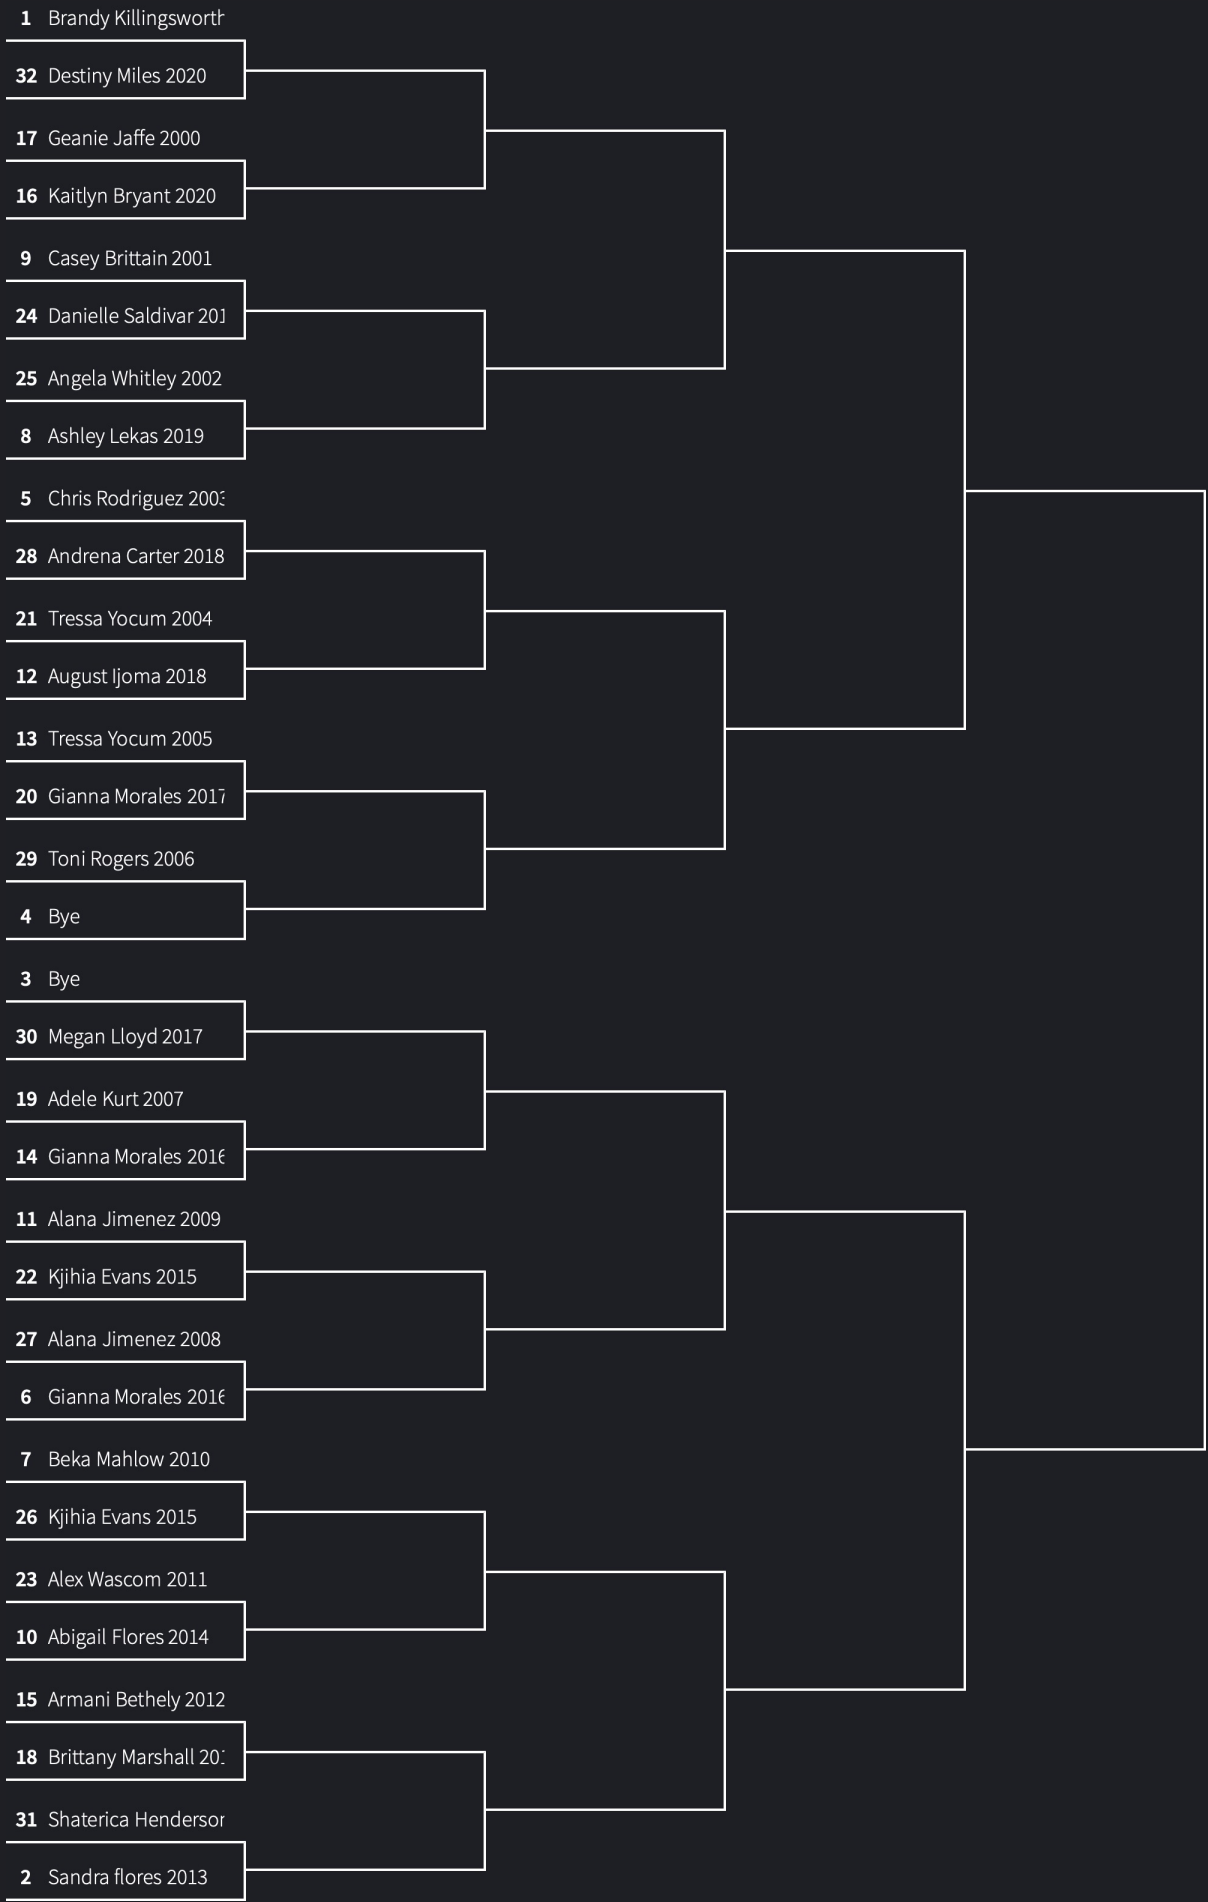 1 Brandy Killingsworth
32 Destiny Miles 2020
17 Geanie Jaffe 2000
16 Kaitlyn Bryant 2020
9 Casey Brittain 2001
24 Danielle Saldivar 201
25 Angela Whitley 2002
8 Ashley Lekas 2019
5 Chris Rodriguez 2003
28 Andrena Carter 2018
21 Tressa Yocum 2004
12 August Ijoma 2018
13 Tressa Yocum 2005
20 Gianna Morales 2017
29 Toni Rogers 2006
4 Bye
3 Bye
30 Megan Lloyd 2017
19 Adele Kurt 2007
14 Gianna Morales 2016
11 Alana Jimenez 2009
22 Kjihia Evans 2015
27 Alana Jimenez 2008
6 Gianna Morales 2016
7 Beka Mahlow 2010
26 Kjihia Evans 2015
23 Alex Wascom 2011
10 Abigail Flores 2014
15 Armani Bethely 2012
18 Brittany Marshall
31 Shaterica Henderson
2 Sandra flores 2013